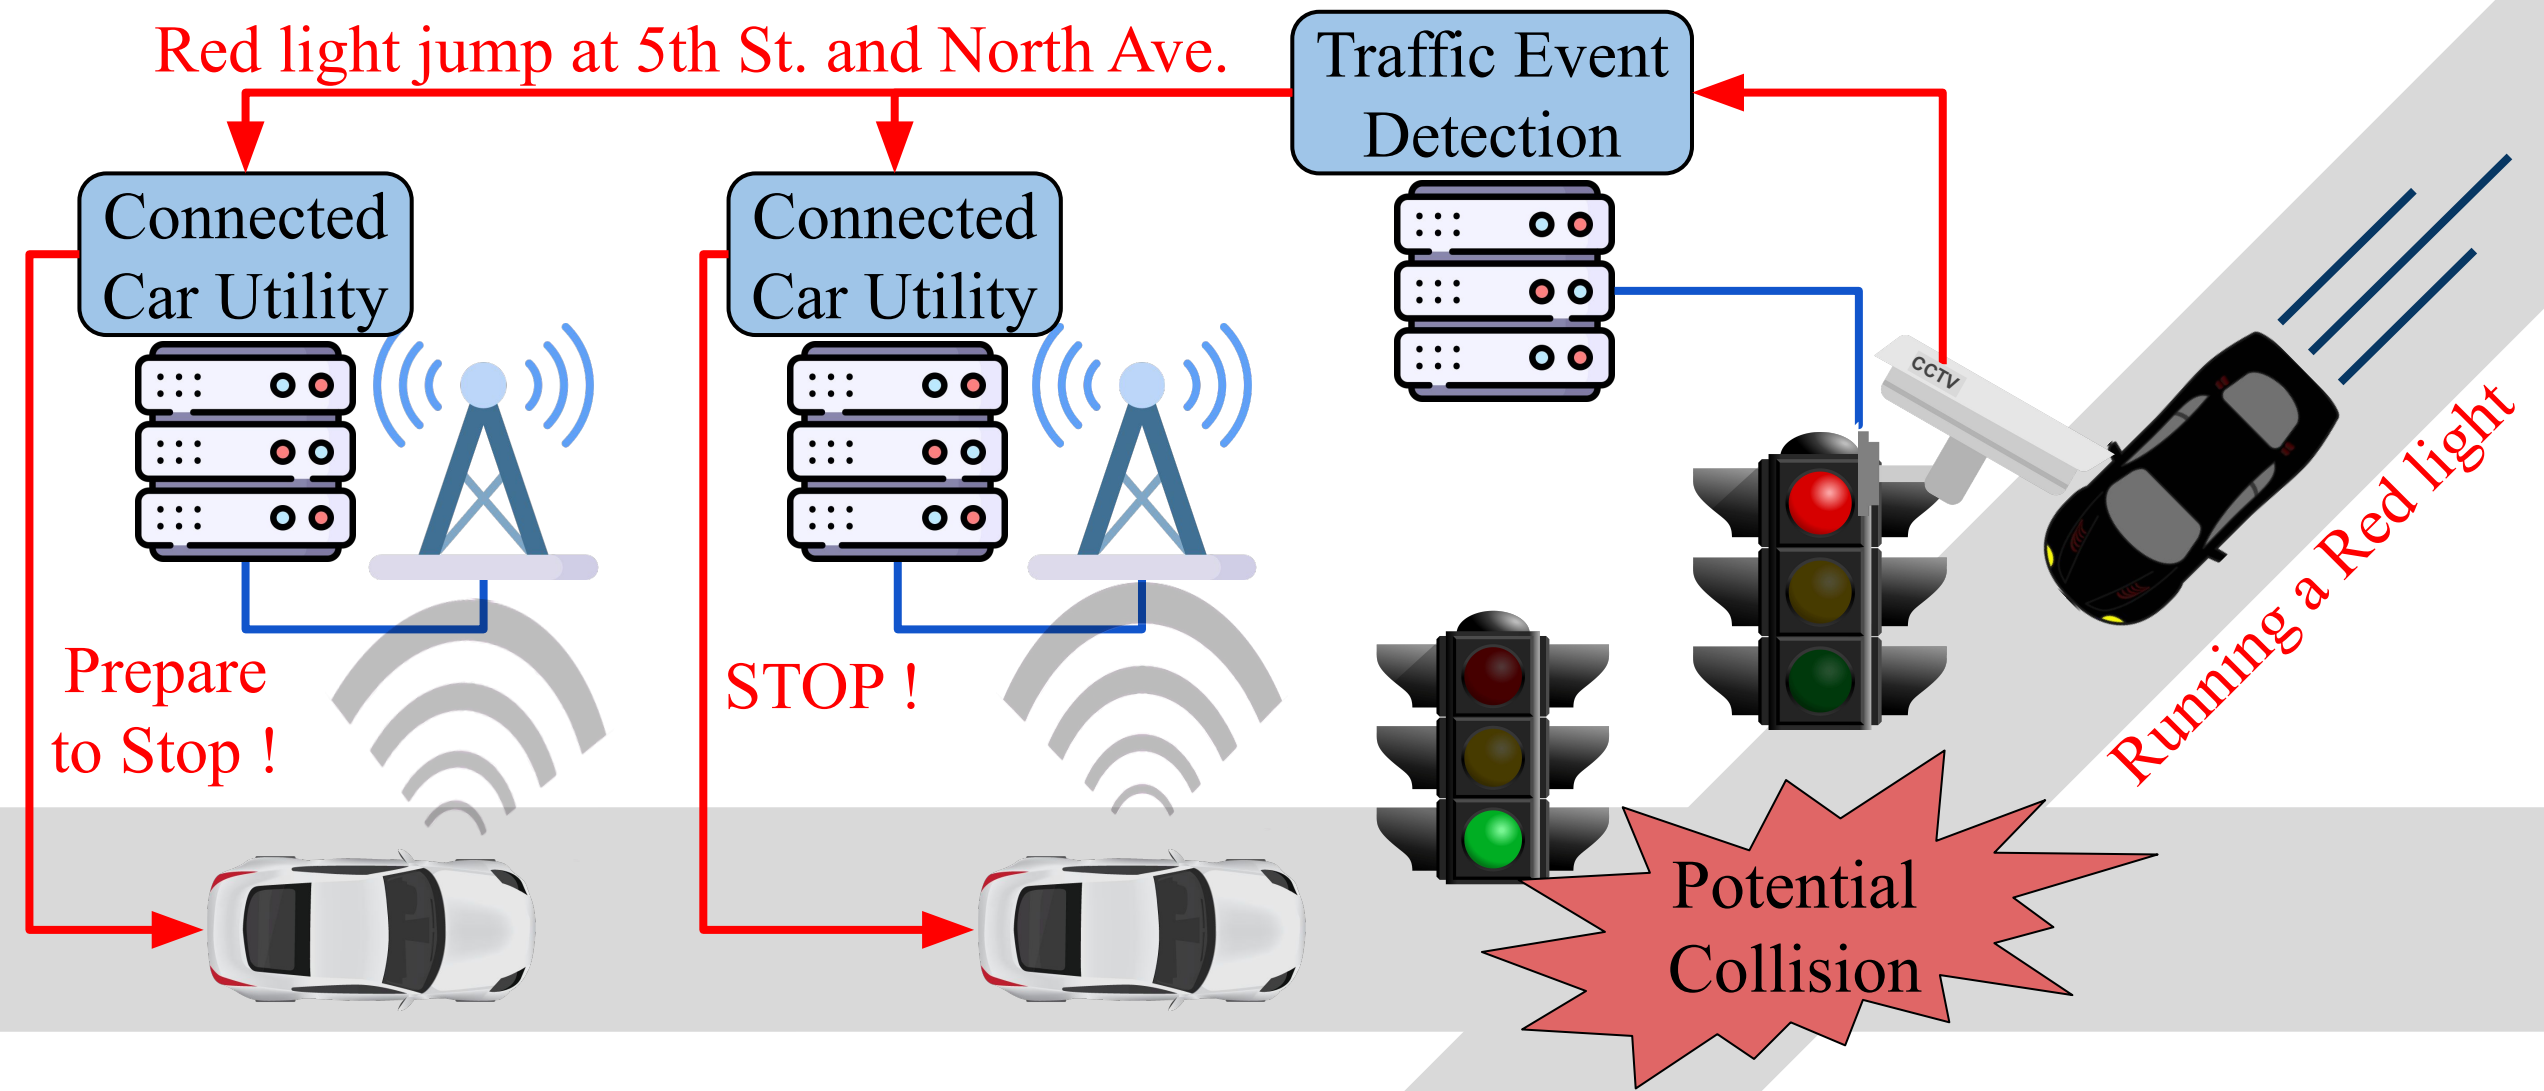 Red light jump at 5th St. and North Ave.
Traffic Event
Detection
Connected
Car Utility
Connected
Car Utility
CCTV
Running a Red light
Prepare
to Stop !
STOP !
Potential
Collision